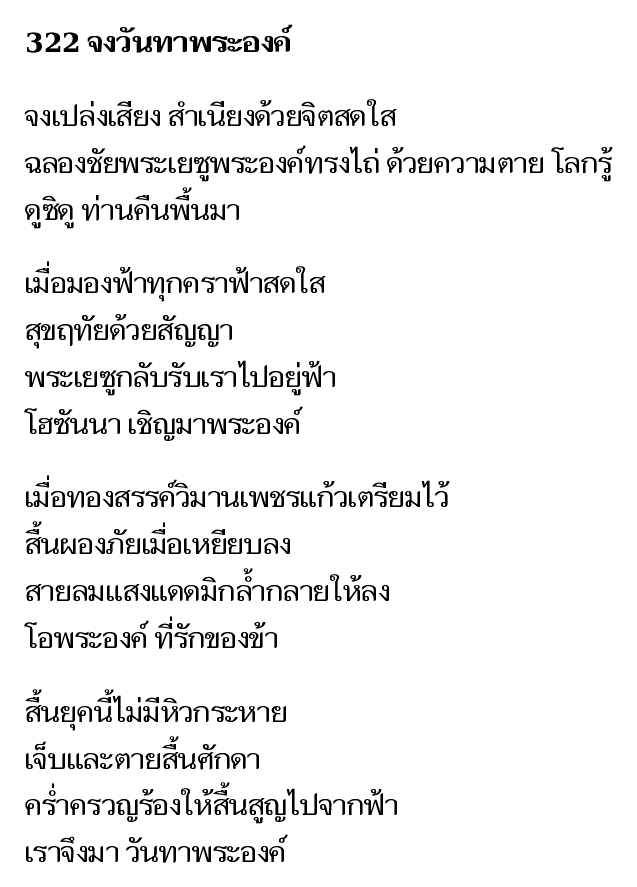 322 จงวันทาพระองค์
จงเปล่งเสียง สำเนียงด้วยจิตสดใส
ฉลองชัยพระเยซูพระองค์ทรงไถ่ ด้วยความตาย โลกรู้
ดูซิดู ท่านคืนพื้นมา
เมื่อมองฟ้าทุกคราฟ้าสดใส
สุขฤทัยด้วยสัญญา
พระเยซูกลับรับเราไปอยู่ฟ้า
โฮซันนา เชิญมาพระองค์
เมื่อทองสรรค์วิมานเพชรแก้วเตรียมไว้
สิ้นผองภัยเมื่อเหยียบลง
สายลมแสงแดดมิกล้ำกลายให้ลง
โอพระองค์ ที่รักของข้า
สิ้นยุคนี้ไม่มีหิวกระหาย
เจ็บและตายสิ้นศักดา
คร่ำครวญร้องให้สิ้นสูญไปจากฟ้า
เราจึงมา วันทาพระองค์